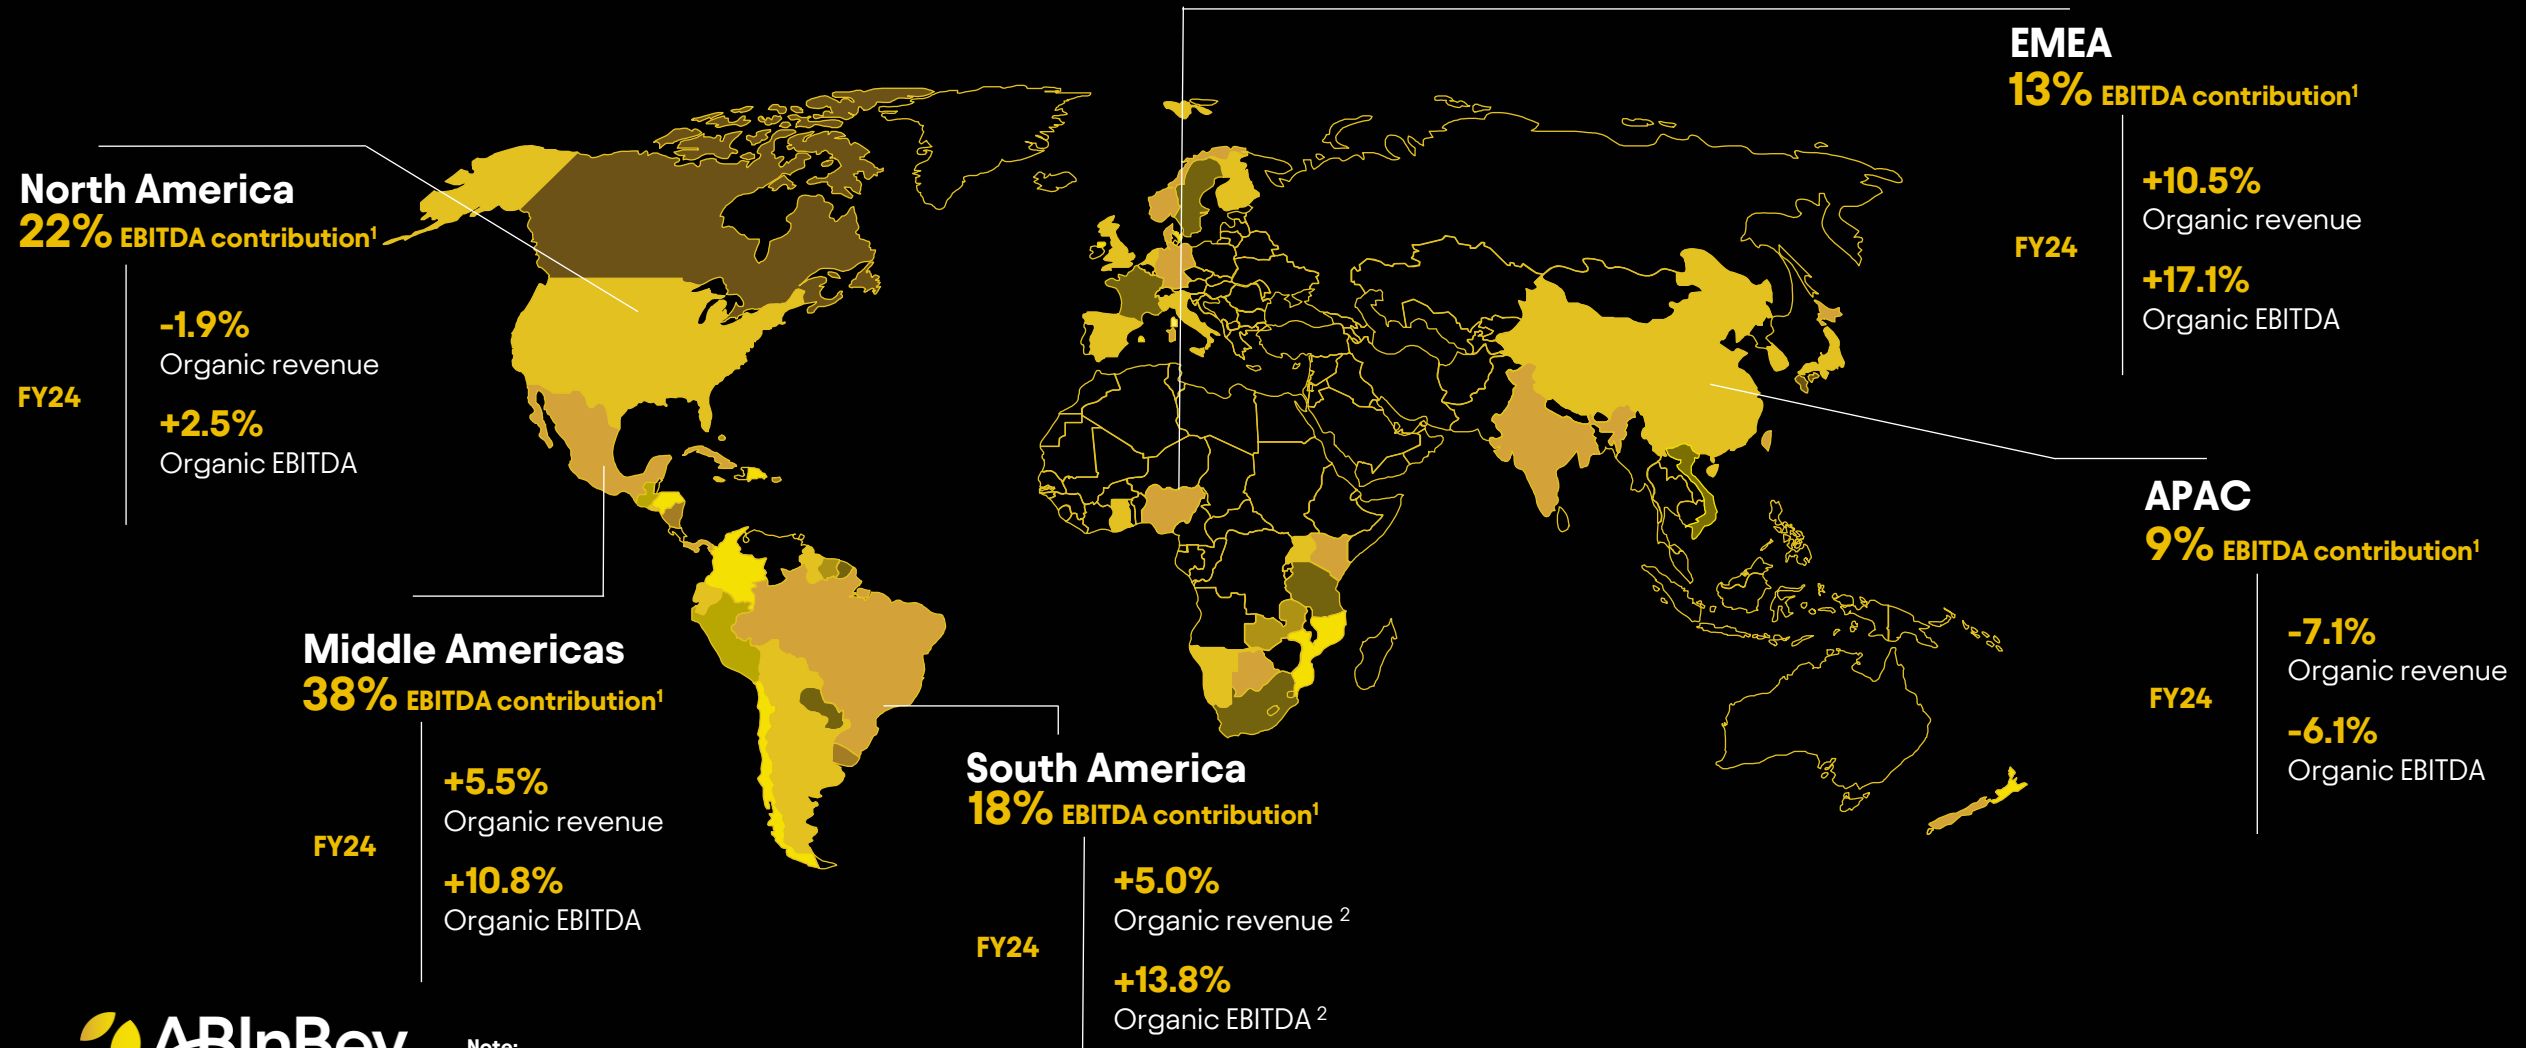 EMEA
13% EBITDA contribution¹
FY24
+10.5%
Organic revenue
+17.1%
Organic EBITDA
North America
22% EBITDA contribution¹
FY24
-1.9%
Organic revenue
+2.5%
Organic EBITDA
APAC
9% EBITDA contribution¹
FY24
-7.1%
Organic revenue
-6.1%
Organic EBITDA
Middle Americas
38% EBITDA contribution¹
FY24
+5.5%
Organic revenue
+10.8%
Organic EBITDA
South America
18% EBITDA contribution¹
FY24
+5.0%
Organic revenue ²
+13.8%
Organic EBITDA ²
ABInBev
Note: